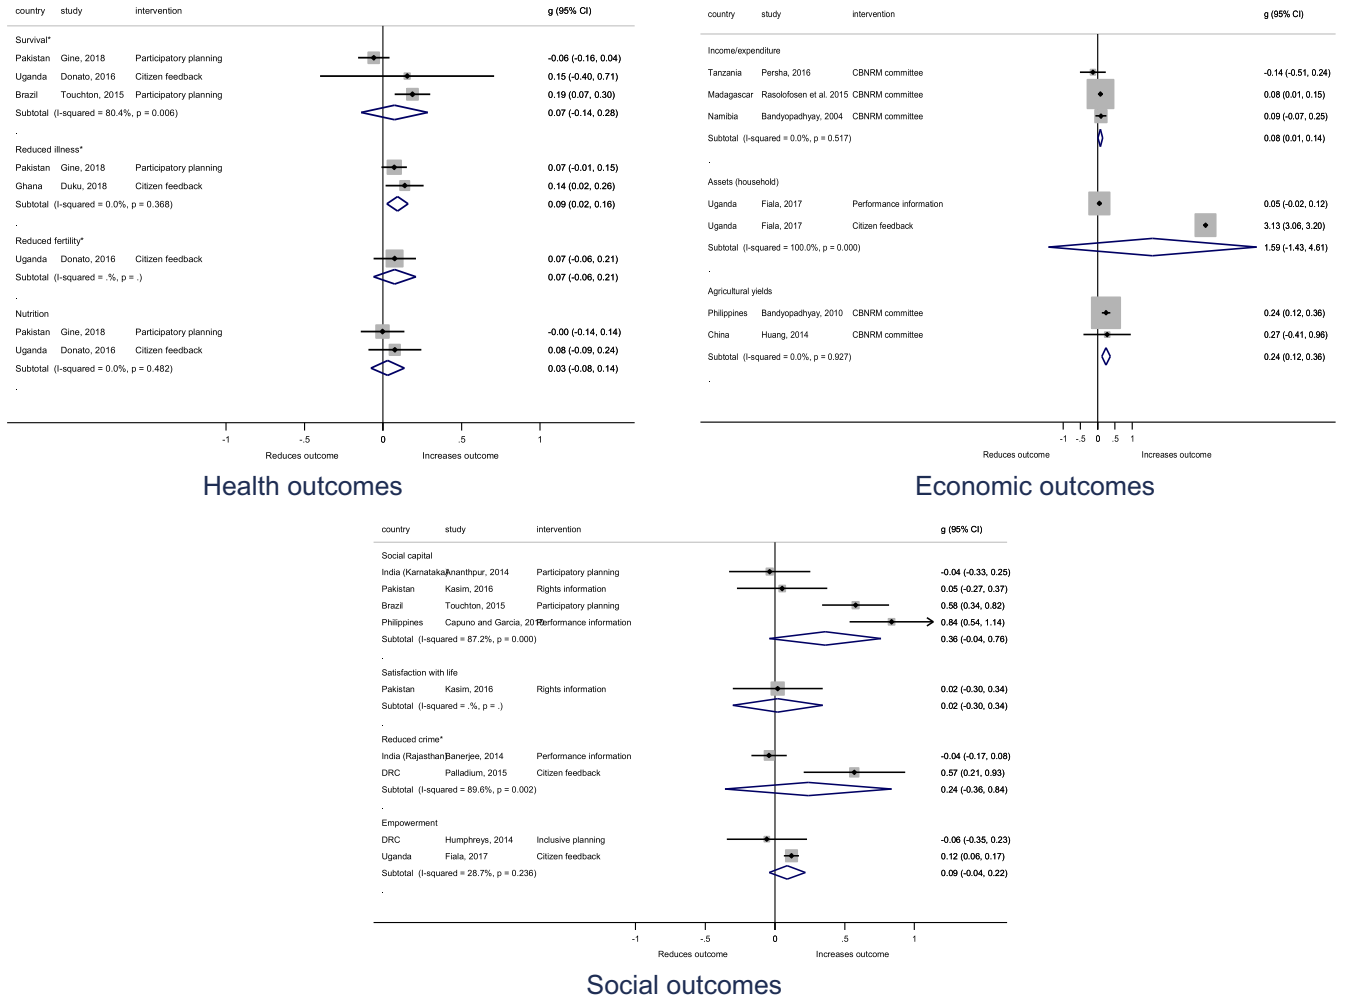 country study intervention g (95% CI)
Survival*
Pakistan Gine, 2018 Participatory planning -0.06 (-0.16, 0.04)
Uganda Donato, 2016 Citizen feedback 0.15 (-0.40, 0.71)
Brazil Touchton, 2015 Participatory planning 0.19 (0.07, 0.30)
Subtotal (I-squared = 80.4%, p = 0.006) 0.07 (-0.14, 0.28)
.
Reduced illness*
Pakistan Gine, 2018 Participatory planning 0.07 (-0.01, 0.15)
Ghana Duku, 2018 Citizen feedback 0.14 (0.02, 0.26)
Subtotal (I-squared = 0.0%, p = 0.368) 0.09 (0.02, 0.16)
.
Reduced fertility*
Uganda Donato, 2016 Citizen feedback 0.07 (-0.06, 0.21)
Subtotal (I-squared = .%, p = .) 0.07 (-0.06, 0.21)
.
Nutrition
Pakistan Gine, 2018 Participatory planning -0.00 (-0.14, 0.14)
Uganda Donato, 2016 Citizen feedback 0.08 (-0.09, 0.24)
Subtotal (I-squared = 0.0%, p = 0.482) 0.03 (-0.08, 0.14)
.
-1 -.5 0 .5 1
Reduces outcome Increases outcome
Health outcomes
country study intervention g (95% CI)
Income/expenditure
Tanzania Persha, 2016 CBNRM committee -0.14 (-0.51, 0.24)
Madagascar Rasolofosen et al. 2015 CBNRM committee 0.08 (0.01, 0.15)
Namibia Bandyopadhyay, 2004 CBNRM committee 0.09 (-0.07, 0.25)
Subtotal (I-squared = 0.0%, p = 0.517) 0.08 (0.01, 0.14)
.
Assets (household)
Uganda Fiala, 2017 Performance information 0.05 (-0.02, 0.12)
Uganda Fiala, 2017 Citizen feedback 3.13 (3.06, 3.20)
Subtotal (I-squared = 100.0%, p = 0.000) 1.59 (-1.43, 4.61)
.
Agricultural yields
Philippines Bandyopadhyay, 2010 CBNRM committee 0.24 (0.12, 0.36)
China Huang, 2014 CBNRM committee 0.27 (-0.41, 0.96)
Subtotal (I-squared = 0.0%, p = 0.927) 0.24 (0.12, 0.36)
.
-1 -.5 0 .5 1
Reduces outcome Increases outcome
Economic outcomes
country study intervention g (95% CI)
Social capital
India (Karnataka) Ananthpur, 2014 Participatory planning -0.04 (-0.33, 0.25)
Pakistan Kasim, 2016 Rights information 0.05 (-0.27, 0.37)
Brazil Touchton, 2015 Participatory planning 0.58 (0.34, 0.82)
Philippines Capuno and Garcia, Performance information 0.84 (0.54, 1.14)
Subtotal (I-squared = 87.2%, p = 0.000) 0.36 (-0.04, 0.76)
.
Satisfaction with life
Pakistan Kasim, 2016 Rights information 0.02 (-0.30, 0.34)
Subtotal (I-squared = .%, p = .) 0.02 (-0.30, 0.34)
.
Reduced crime*
India (Rajasthan) Banerjee, 2014 Performance information -0.04 (-0.17, 0.08)
DRC Palladium, 2015 Citizen feedback 0.57 (0.21, 0.93)
Subtotal (I-squared = 89.6%, p = 0.002) 0.24 (-0.36, 0.84)
.
Empowerment
DRC Humphreys, 2014 Inclusive planning -0.06 (-0.35, 0.23)
Uganda Fiala, 2017 Citizen feedback 0.12 (0.06, 0.17)
Subtotal (I-squared = 28.7%, p = 0.236) 0.09 (-0.04, 0.22)
.
-1 -.5 0 .5 1
Reduces outcome Increases outcome
Social outcomes